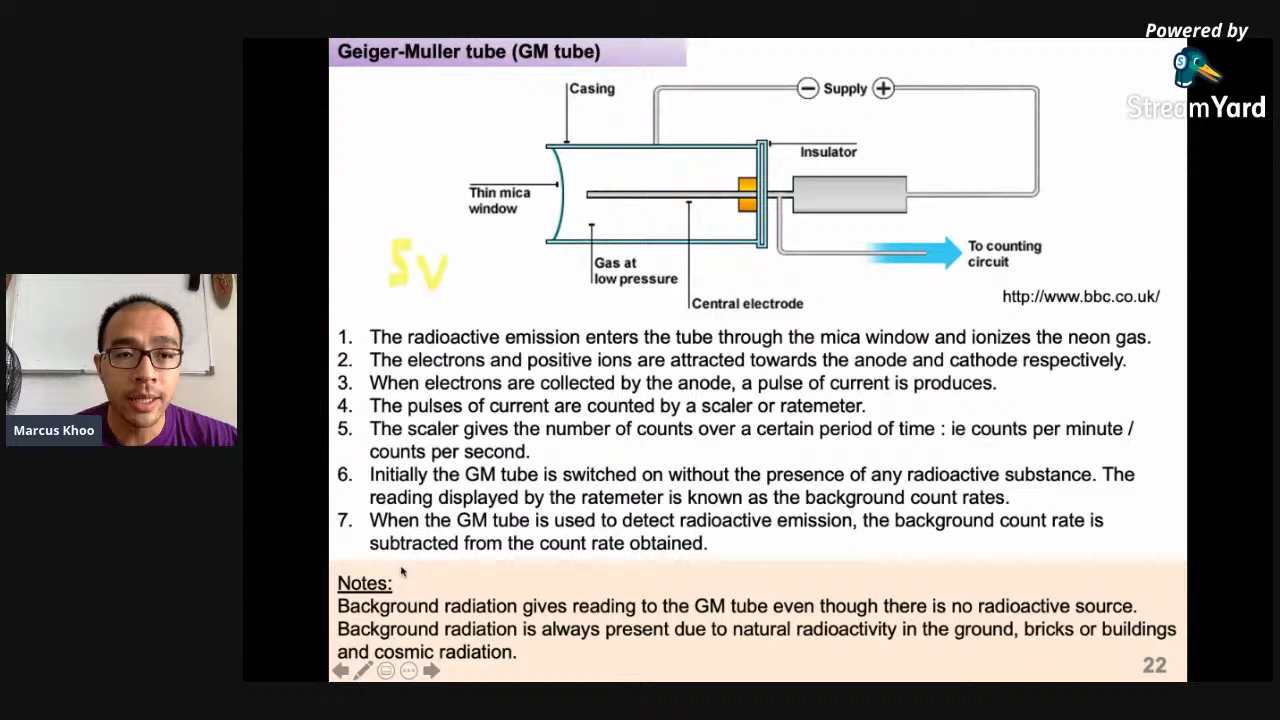 Powered by
StreamYard
Geiger-Muller tube (GM tube)
Casing
Supply
Insulator
Thin mica
window
5V
Gas at
low pressure
To counting
circuit
Central electrode
http://www.bbc.co.uk/
1. The radioactive emission enters the tube through the mica window and ionizes the neon gas.
2. The electrons and positive ions are attracted towards the anode and cathode respectively.
3. When electrons are collected by the anode, a pulse of current is produces.
4. The pulses of current are counted by a scaler or ratemeter.
5. The scaler gives the number of counts over a certain period of time : ie counts per minute /
counts per second.
6. Initially the GM tube is switched on without the presence of any radioactive substance. The
reading displayed by the ratemeter is known as the background count rates.
7. When the GM tube is used to detect radioactive emission, the background count rate is
subtracted from the count rate obtained.
Notes:
Background radiation gives reading to the GM tube even though there is no radioactive source.
Background radiation is always present due to natural radioactivity in the ground, bricks or buildings
and cosmic radiation.
22
Marcus Khoo